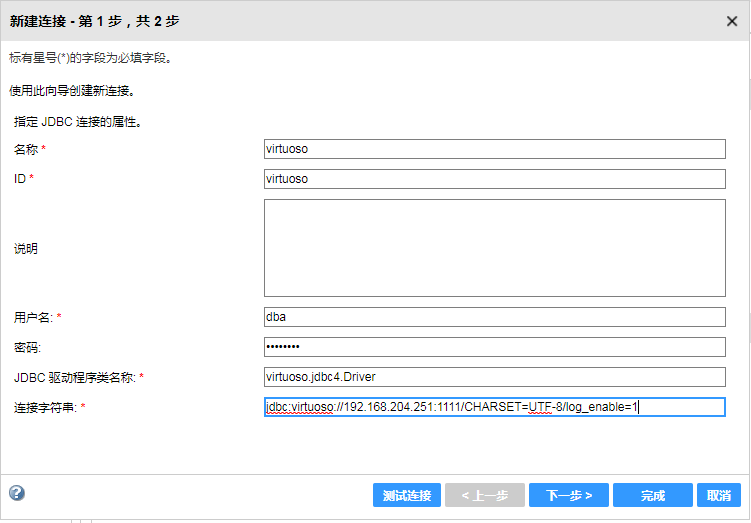 新建连接 - 第 1 步，共 2 步
标有星号(*)的字段为必填字段。
使用此向导创建新连接。
指定 JDBC 连接的属性。
名称 *
virtuoso
ID *
virtuoso
说明
用户名: *
dba
密码:
••••••••
JDBC 驱动程序类名称: *
virtuoso.jdbc4.Driver
连接字符串: *
jdbc:virtuoso://192.168.204.251:1111/CHARSET=UTF-8/log_enable=1
测试连接 < 上一步 下一步 > 完成 取消